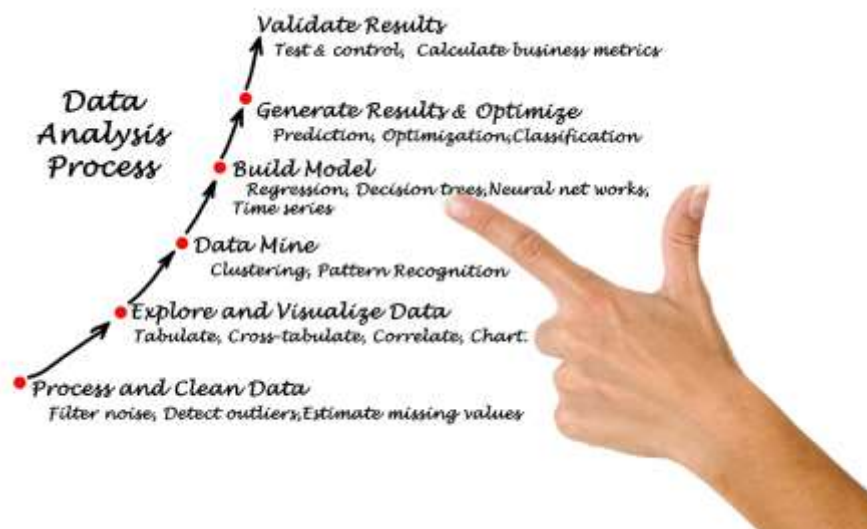 Validate Results
Test & control, Calculate business metrics
Data
Analysis
Process
Generate Results & Optimize
Prediction, Optimization,Classification
Build Model
Regression, Decision trees,Neural net works,
Time series
Data Mine
Clustering, Pattern Recognition
Explore and Visualize Data
Tabulate, Cross-tabulate, Correlate, Chart.
Process and Clean Data
Filter noise, Detect outliers,Estimate missing values